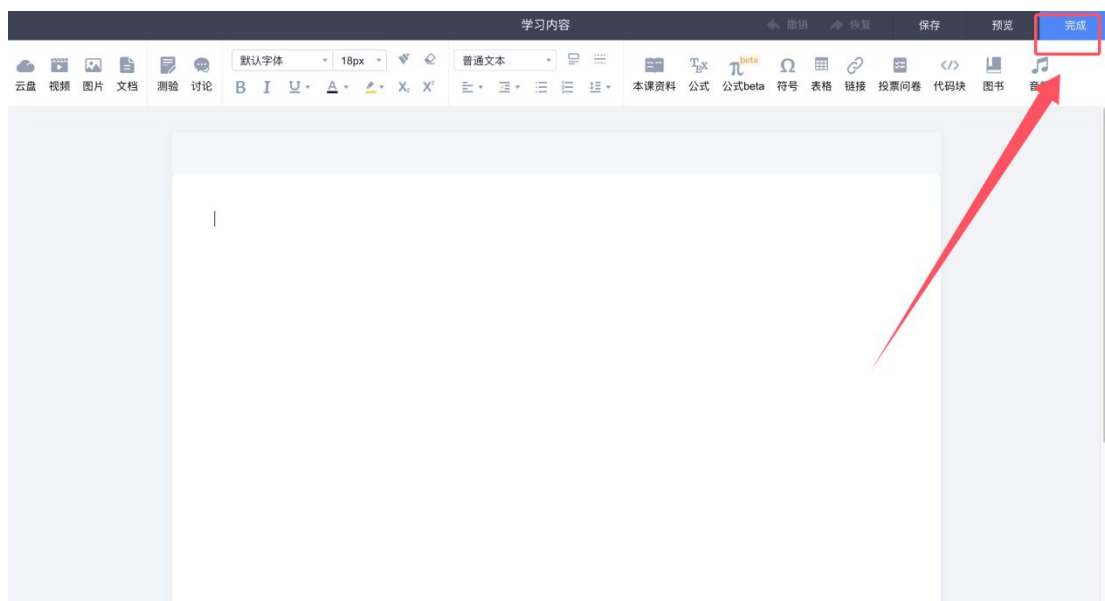 学习内容 撤销 恢复 保存 预览 完成
默认字体 18px 普通文本
云盘 视频 图片 文档 测验 讨论 B I U A X₂ X² 本课资料 公式 公式beta 符号 表格 链接 投票问卷 代码块 图书